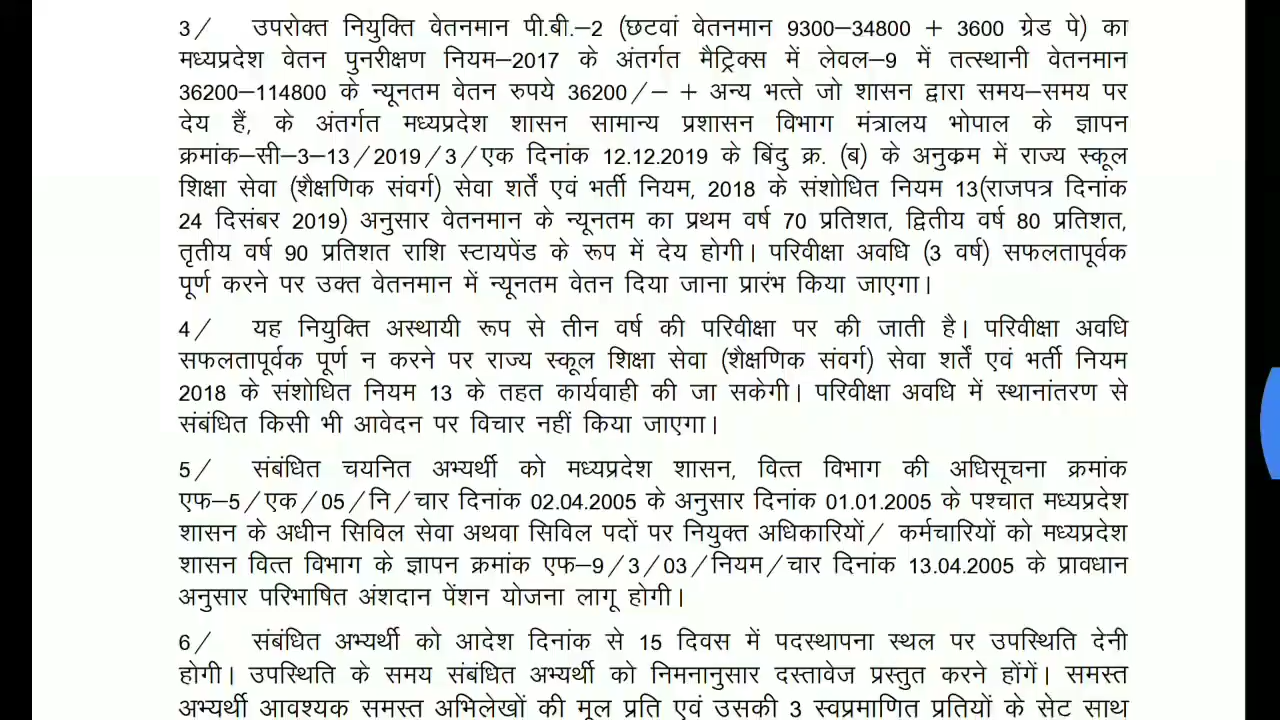 3/ उपरोक्त नियुक्ति वेतनमान पी.बी.–2 (छटवां वेतनमान 9300–34800 + 3600 ग्रेड पे) का
मध्यप्रदेश वेतन पुनरीक्षण नियम–2017 के अंतर्गत मैट्रिक्स में लेवल–9 में तत्स्थानी वेतनमान
36200–114800 के न्यूनतम वेतन रुपये 36200/– + अन्य भत्ते जो शासन द्वारा समय–समय पर
देय हैं, के अंतर्गत मध्यप्रदेश शासन सामान्य प्रशासन विभाग मंत्रालय भोपाल के ज्ञापन
क्रमांक–सी–3–13/2019/3/एक दिनांक 12.12.2019 के बिंदु क्र. (ब) के अनुक्रम में राज्य स्कूल
शिक्षा सेवा (शैक्षणिक संवर्ग) सेवा शर्तें एवं भर्ती नियम, 2018 के संशोधित नियम 13(राजपत्र दिनांक
24 दिसंबर 2019) अनुसार वेतनमान के न्यूनतम का प्रथम वर्ष 70 प्रतिशत, द्वितीय वर्ष 80 प्रतिशत,
तृतीय वर्ष 90 प्रतिशत राशि स्टायपेंड के रूप में देय होगी। परिवीक्षा अवधि (3 वर्ष) सफलतापूर्वक
पूर्ण करने पर उक्त वेतनमान में न्यूनतम वेतन दिया जाना प्रारंभ किया जाएगा।
4/ यह नियुक्ति अस्थायी रूप से तीन वर्ष की परिवीक्षा पर की जाती है। परिवीक्षा अवधि
सफलतापूर्वक पूर्ण न करने पर राज्य स्कूल शिक्षा सेवा (शैक्षणिक संवर्ग) सेवा शर्तें एवं भर्ती नियम
2018 के संशोधित नियम 13 के तहत कार्यवाही की जा सकेगी। परिवीक्षा अवधि में स्थानांतरण से
संबंधित किसी भी आवेदन पर विचार नहीं किया जाएगा।
5/ संबंधित चयनित अभ्यर्थी को मध्यप्रदेश शासन, वित्त विभाग की अधिसूचना क्रमांक
एफ–5/एक/05/नि/चार दिनांक 02.04.2005 के अनुसार दिनांक 01.01.2005 के पश्चात मध्यप्रदेश
शासन के अधीन सिविल सेवा अथवा सिविल पदों पर नियुक्त अधिकारियों/ कर्मचारियों को मध्यप्रदेश
शासन वित्त विभाग के ज्ञापन क्रमांक एफ–9/3/03/नियम/चार दिनांक 13.04.2005 के प्रावधान
अनुसार परिभाषित अंशदान पेंशन योजना लागू होगी।
6/ संबंधित अभ्यर्थी को आदेश दिनांक से 15 दिवस में पदस्थापना स्थल पर उपस्थिति देनी
होगी। उपस्थिति के समय संबंधित अभ्यर्थी को निमनानुसार दस्तावेज प्रस्तुत करने होंगें। समस्त
अभ्यर्थी आवश्यक समस्त अभिलेखों की मूल प्रति एवं उसकी 3 स्वप्रमाणित प्रतियों के सेट साथ